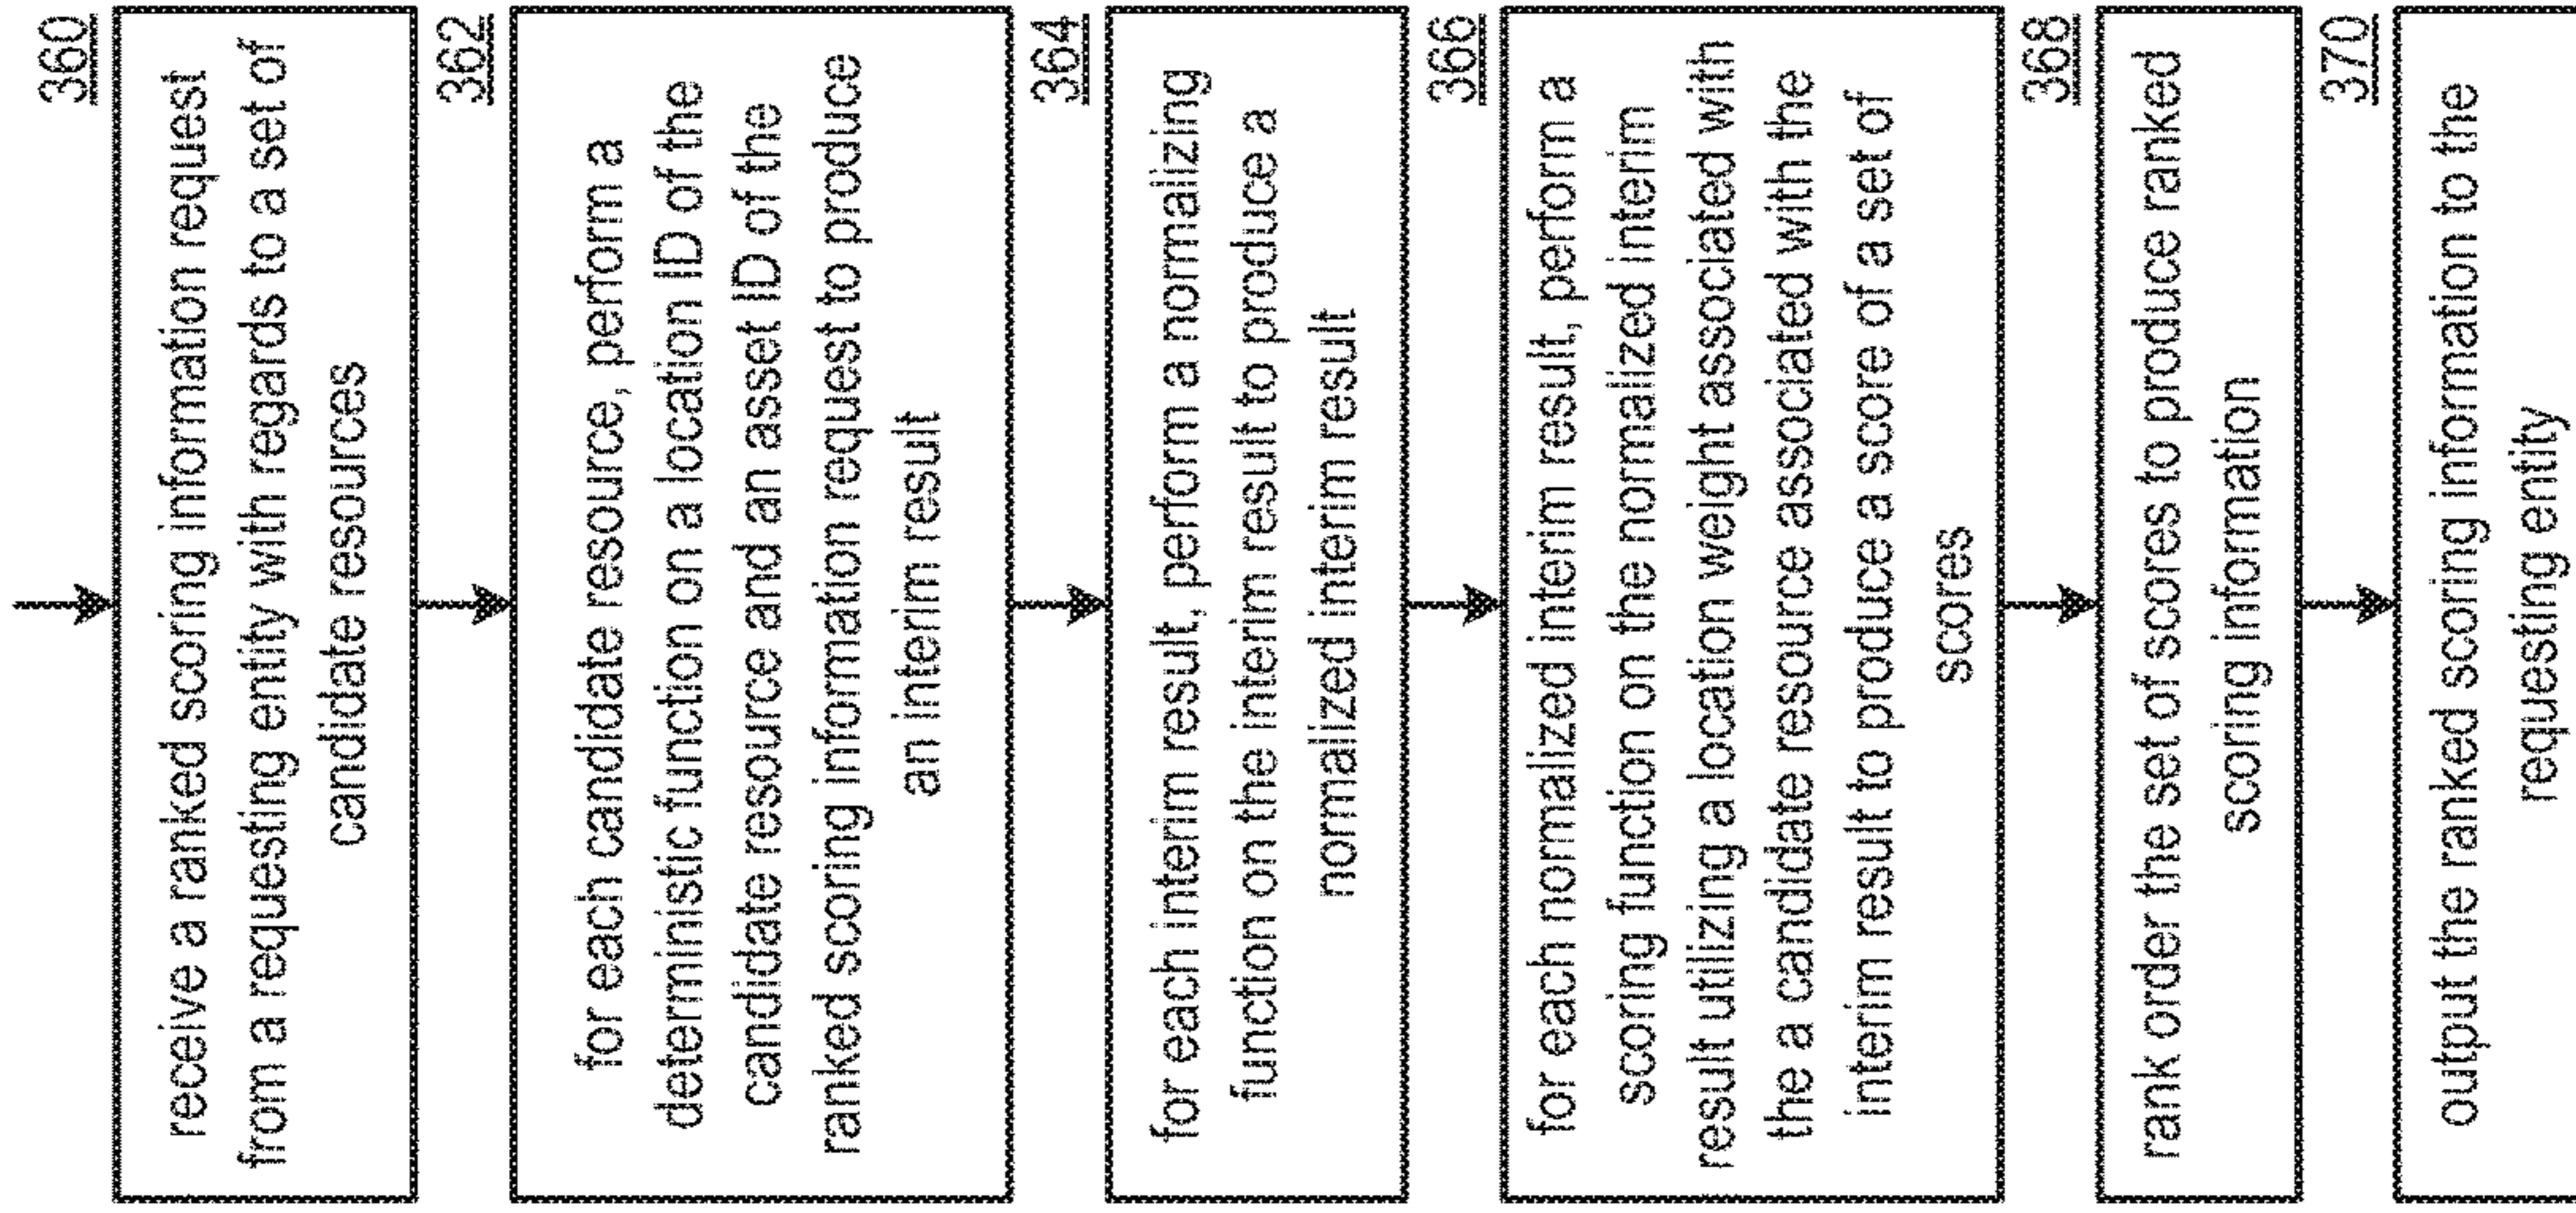 360
receive a ranked scoring information request
from a requesting entity with regards to a set of
candidate resources
362
for each candidate resource, perform a
deterministic function on a location ID of the
candidate resource and an asset ID of the
ranked scoring information request to produce
an interim result
364
for each interim result, perform a normalizing
function on the interim result to produce a
normalized interim result
366
for each normalized interim result, perform a
scoring function on the normalized interim
result utilizing a location weight associated with
the a candidate resource associated with the
interim result to produce a score of a set of
scores
368
rank order the set of scores to produce ranked
scoring information
370
output the ranked scoring information to the
requesting entity